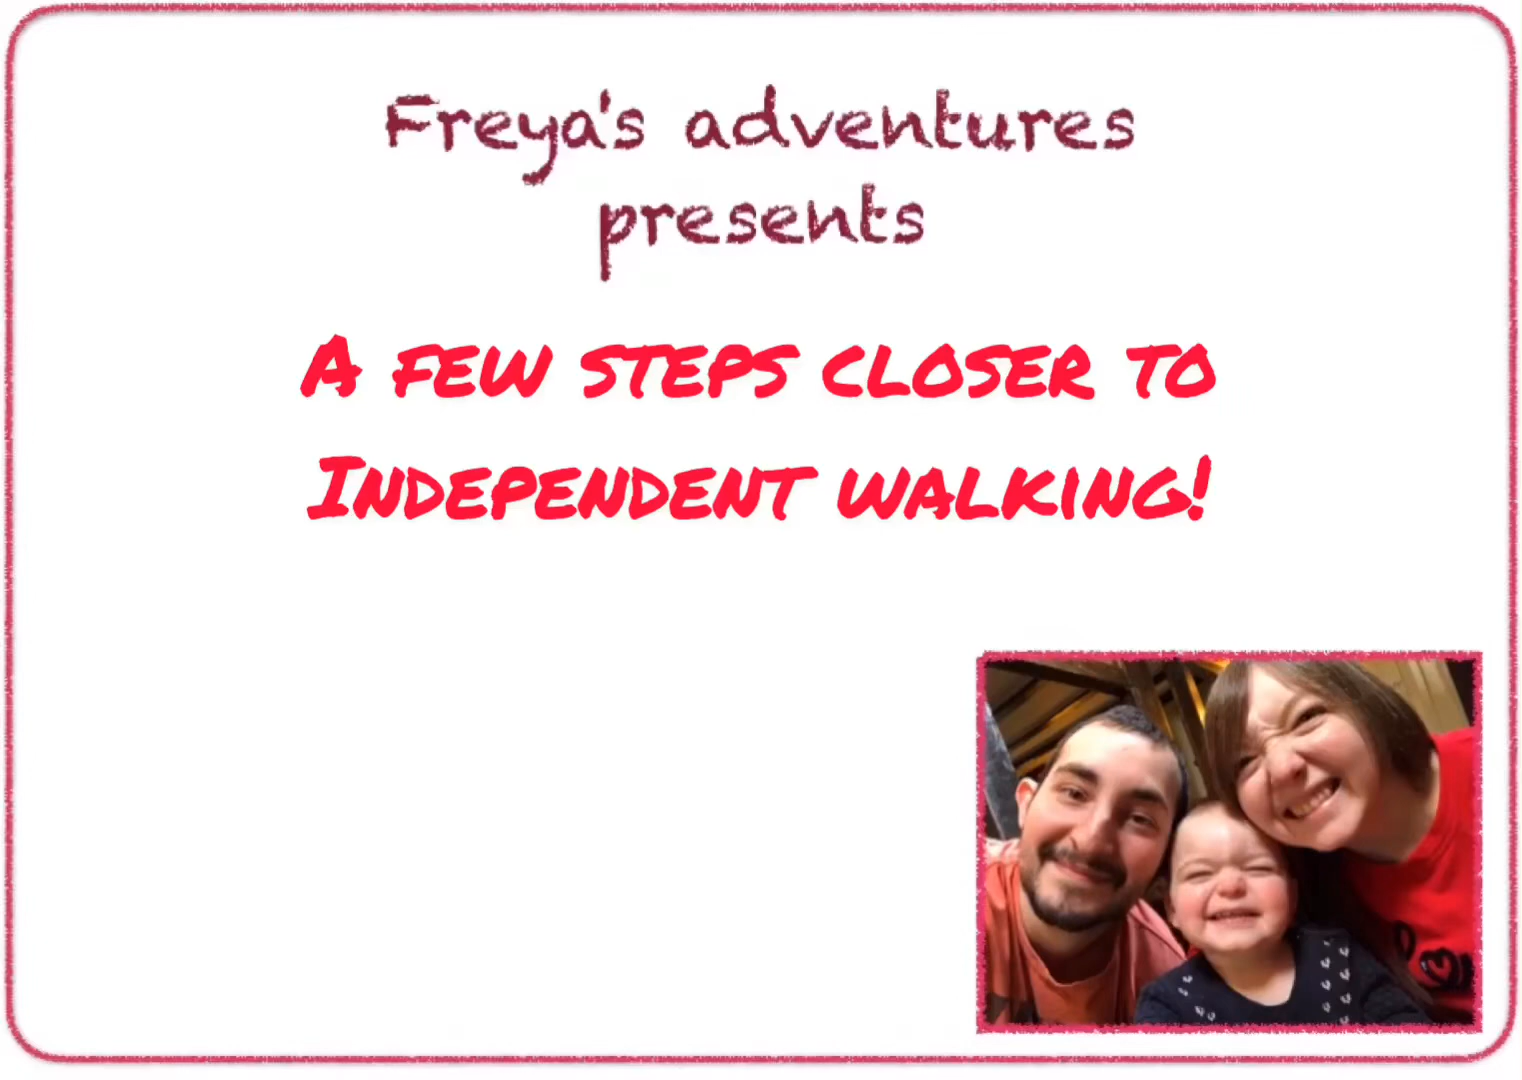 Freya's adventures
presents
A FEW STEPS CLOSER TO
INDEPENDENT WALKING!